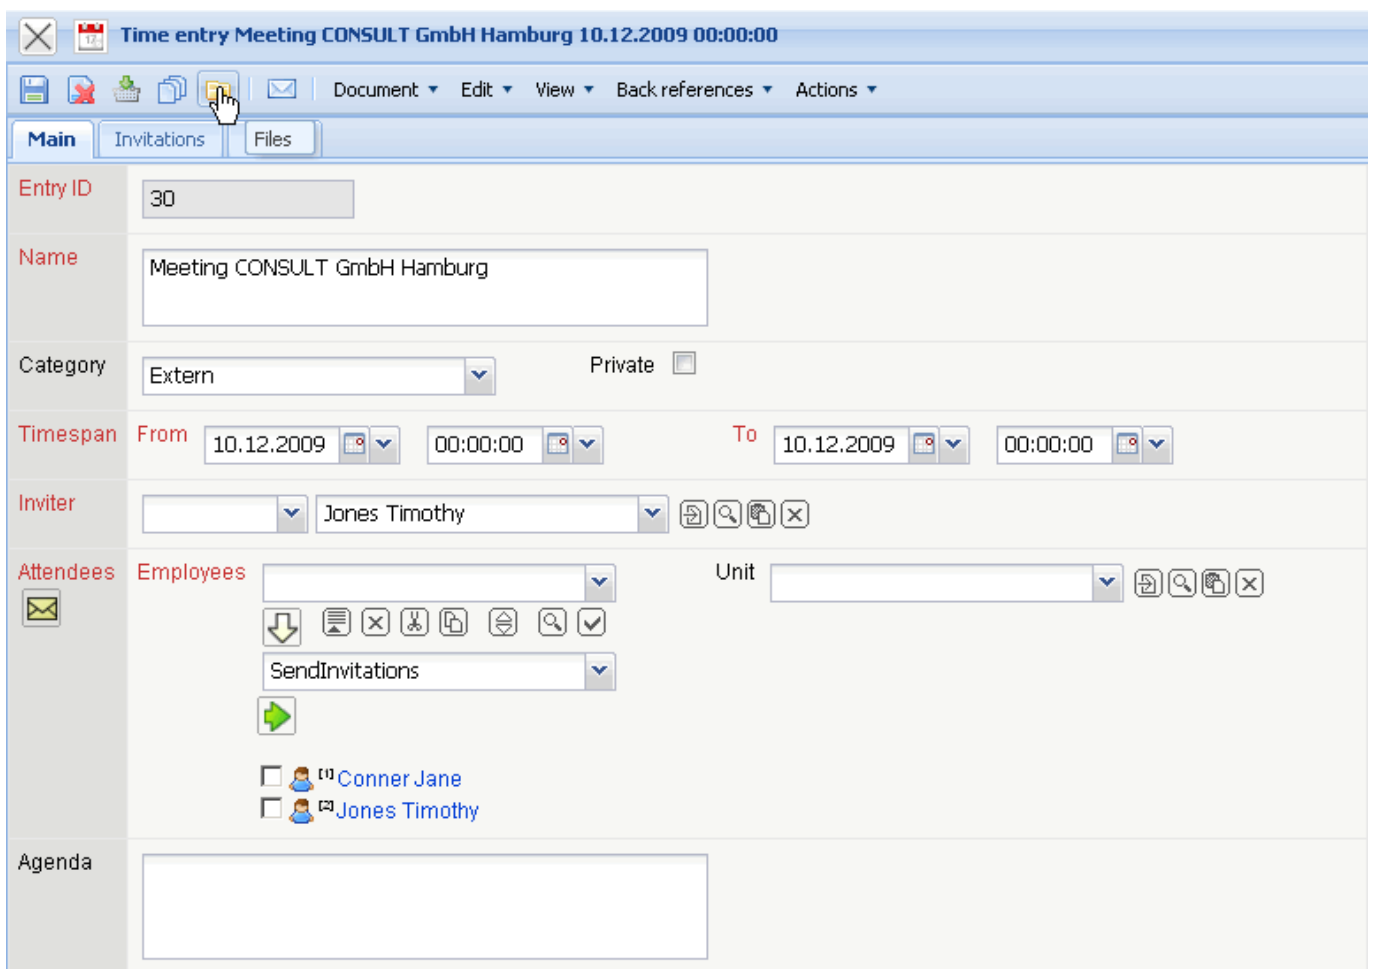 Time entry Meeting CONSULT GmbH Hamburg 10.12.2009 00:00:00
Document Edit View Back references Actions
Main Invitations Files
Entry ID 30
Name Meeting CONSULT GmbH Hamburg
Category Extern Private
Timespan From 10.12.2009 00:00:00 To 10.12.2009 00:00:00
Inviter Jones Timothy
Attendees Employees Unit
SendInvitations
[1] Conner Jane
[2] Jones Timothy
Agenda